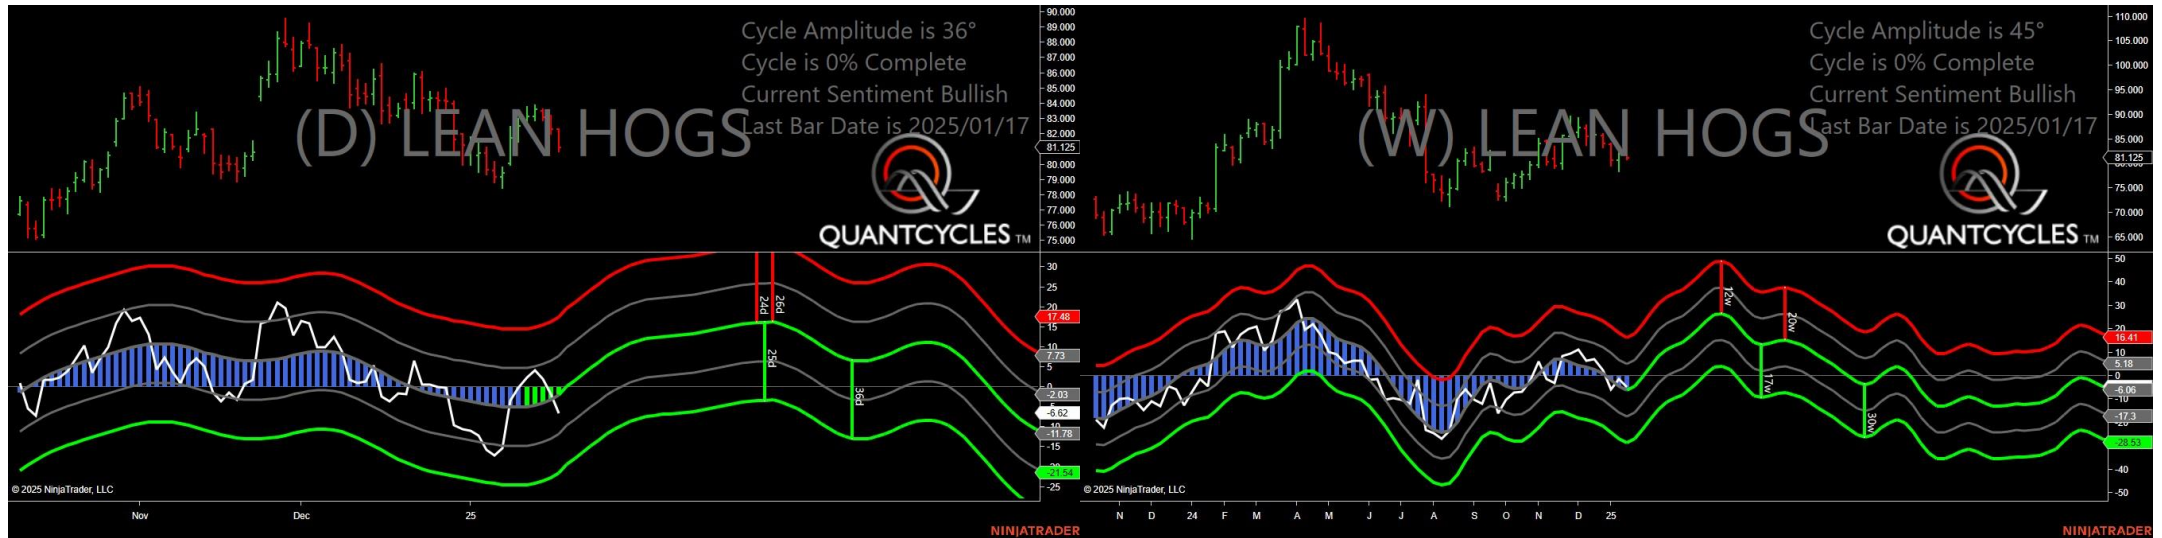 Cycle Amplitude is 36°
Cycle is 0% Complete
Current Sentiment Bullish
Last Bar Date is 2025/01/17
(D) LEAN HOGS
QUANTCYCLES TM
90.000
89.000
88.000
87.000
86.000
85.000
84.000
83.000
82.000
81.125
80.000
79.000
78.000
77.000
76.000
75.000
30
25
20
17.48
15
10
7.73
5
0
-2.03
-6.62
-11.78
-15
-21.54
-25
24d
26d
25d
36d
© 2025 NinjaTrader, LLC
Nov
Dec
25
NINJATRADER
Cycle Amplitude is 45°
Cycle is 0% Complete
Current Sentiment Bullish
Last Bar Date is 2025/01/17
(W) LEAN HOGS
QUANTCYCLES TM
110.000
105.000
100.000
95.000
90.000
85.000
81.125
75.000
70.000
65.000
50
40
30
20
16.41
10
5.18
0
-6.06
-10
-17.3
-28.53
-40
-50
12w
20w
17w
30w
© 2025 NinjaTrader, LLC
N D 24 F M A M J J A S O N D 25
NINJATRADER